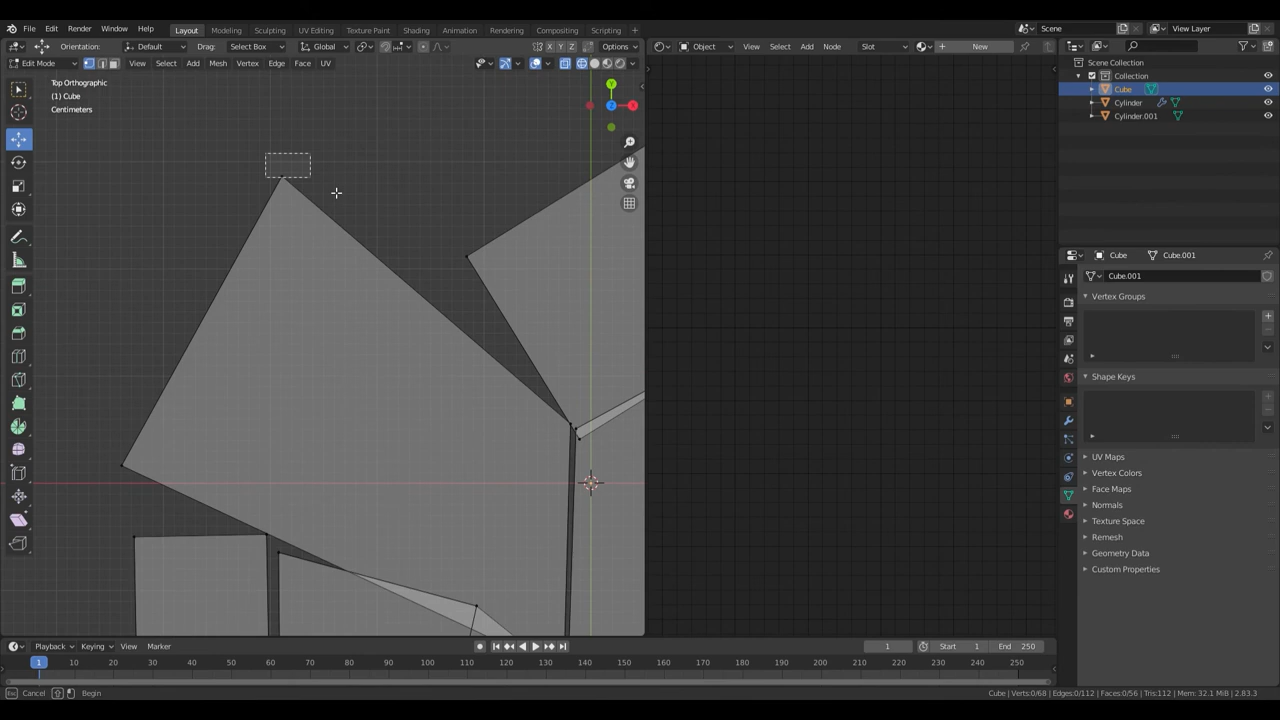 File Edit Render Window Help Layout Modeling Sculpting UV Editing Texture Paint Shading Animation Rendering Compositing Scripting + Scene View Layer
Orientation: Default Drag: Select Box Global X Y Z Options Object View Select Add Node Slot New
Edit Mode View Select Add Mesh Vertex Edge Face UV
Top Orthographic
(1) Cube
Centimeters
Y
Z X
Scene Collection
Collection
Cube
Cylinder
Cylinder.001
Cube Cube.001
Cube.001
Vertex Groups
Shape Keys
UV Maps
Vertex Colors
Face Maps
Normals
Texture Space
Remesh
Geometry Data
Custom Properties
Playback Keying View Marker 1 Start 1 End 250
1 10 20 30 40 50 60 70 80 90 100 110 120 130 140 150 160 170 180 190 200 210 220 230 240 250
Esc Cancel Begin Cube | Verts:0/68 | Edges:0/112 | Faces:0/56 | Tris:112 | Mem: 32.1 MiB | 2.83.3